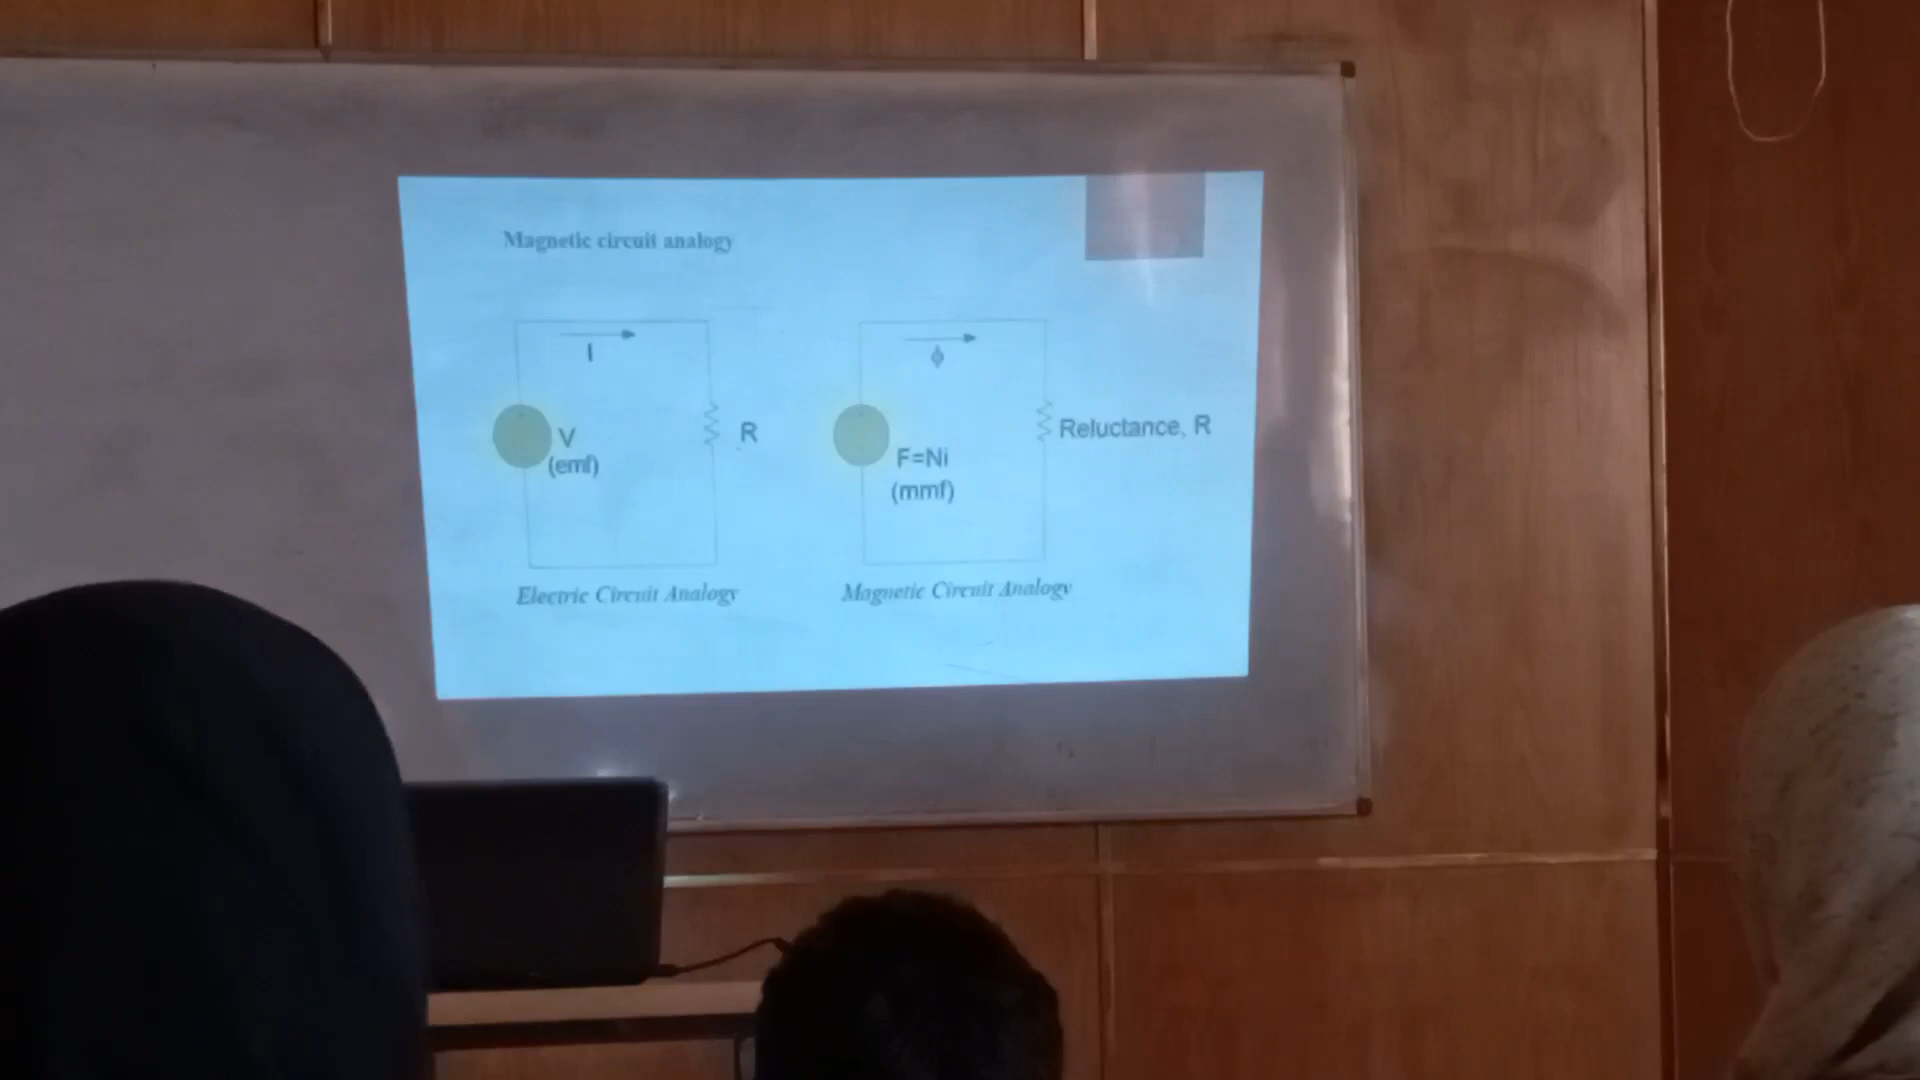 Magnetic circuit analogy
I
V
(emf)
R
Electric Circuit Analogy
ϕ
F=Ni
(mmf)
Reluctance, R
Magnetic Circuit Analogy